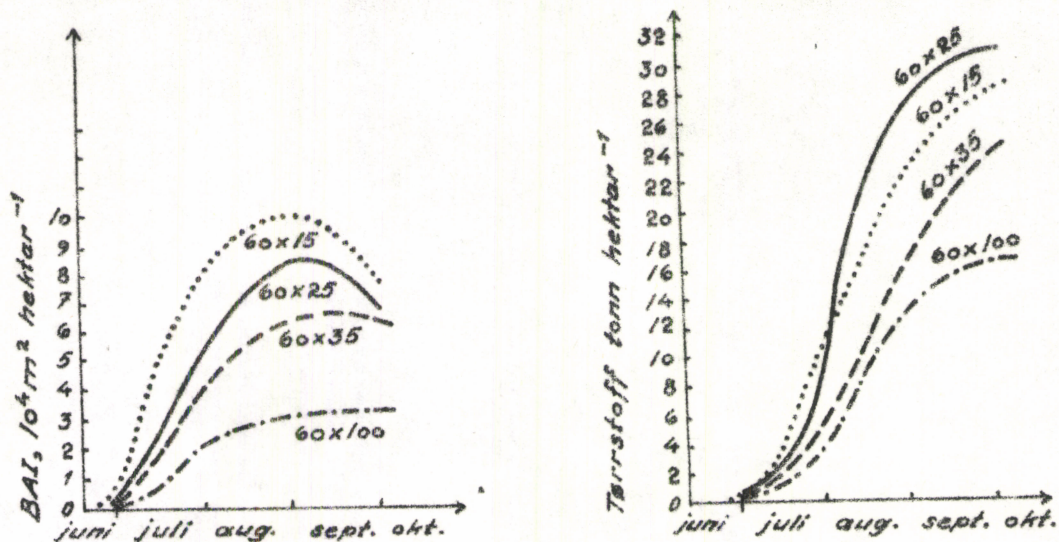 BAI, 10⁴ m² hektar⁻¹
10
9
8
7
6
5
4
3
2
1
0
60x15
60x25
60x35
60x100
juni juli aug. sept. okt.
Tørrstoff tonn hektar⁻¹
32
30
28
26
24
22
20
18
16
14
12
10
8
6
4
2
0
60x25
60x15
60x35
60x100
juni juli aug. sept. okt.